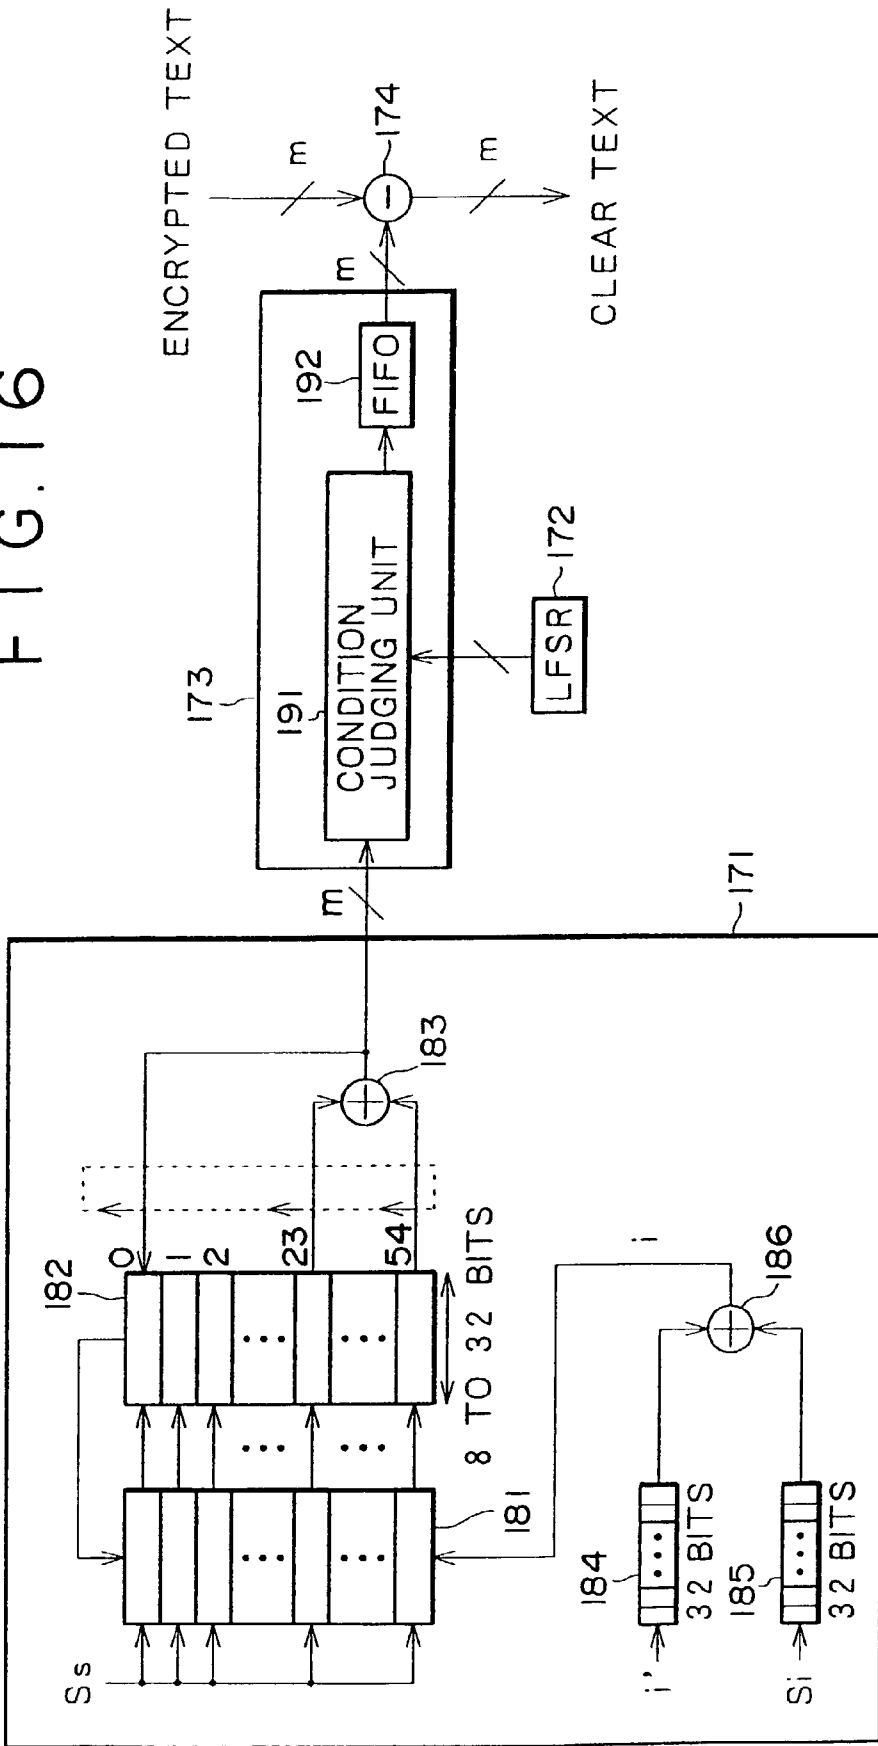 FIG.16
ENCRYPTED TEXT
m
174
m
CLEAR TEXT
m
192
FIFO
173
191
CONDITION
JUDGING UNIT
172
LFSR
m
171
183
182
0
1
2
23
54
8 TO 32 BITS
181
Ss
i
186
184
32 BITS
i'
185
32 BITS
Si